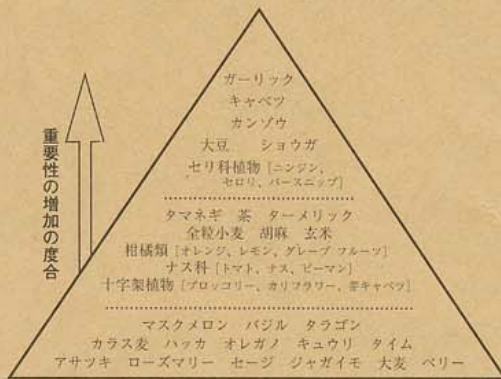 重要性の増加の度合
ガーリック
キャベツ
カンゾウ
大豆 ショウガ
セリ科植物[ニンジン、
セロリ、パースニップ]
タマネギ 茶 ターメリック
全粒小麦 胡麻 玄米
柑橘類[オレンジ、レモン、グレープ フルーツ]
ナス科[トマト、ナス、ピーマン]
十字架植物[ブロッコリー、カリフラワー、芽キャベツ]
マスクメロン バジル タラゴン
カラス麦 ハッカ オレガノ キュウリ タイム
アサツキ ローズマリー セージ ジャガイモ 大麦 ベリー